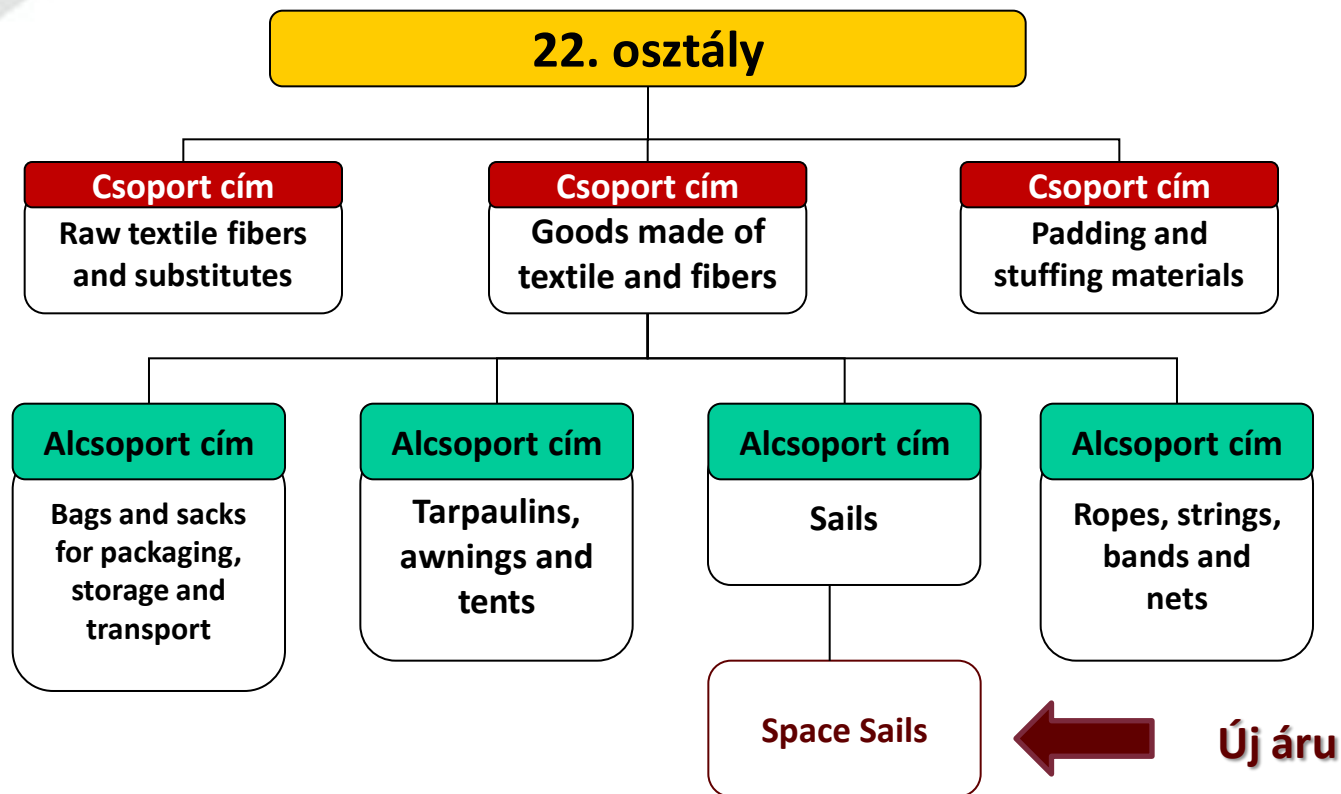 22. osztály
Csoport cím
Raw textile fibers
and substitutes
Csoport cím
Goods made of
textile and fibers
Csoport cím
Padding and
stuffing materials
Alcsoport cím
Bags and sacks
for packaging,
storage and
transport
Alcsoport cím
Tarpaulins,
awnings and
tents
Alcsoport cím
Sails
Alcsoport cím
Ropes, strings,
bands and
nets
Space Sails
Új áru